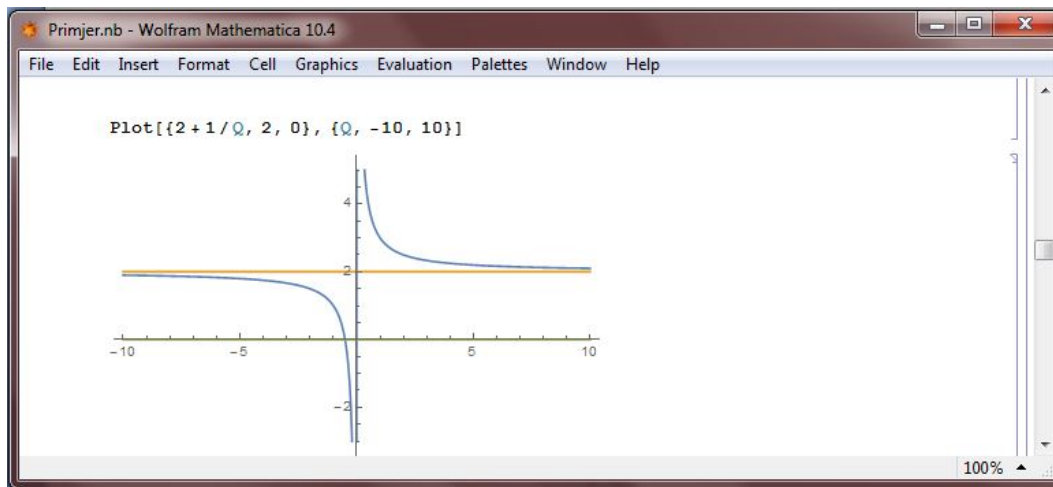 Primjer.nb - Wolfram Mathematica 10.4
File Edit Insert Format Cell Graphics Evaluation Palettes Window Help
Plot[{2 + 1 / Q, 2, 0}, {Q, -10, 10}]
4
2
-10 -5 5 10
-2
100%